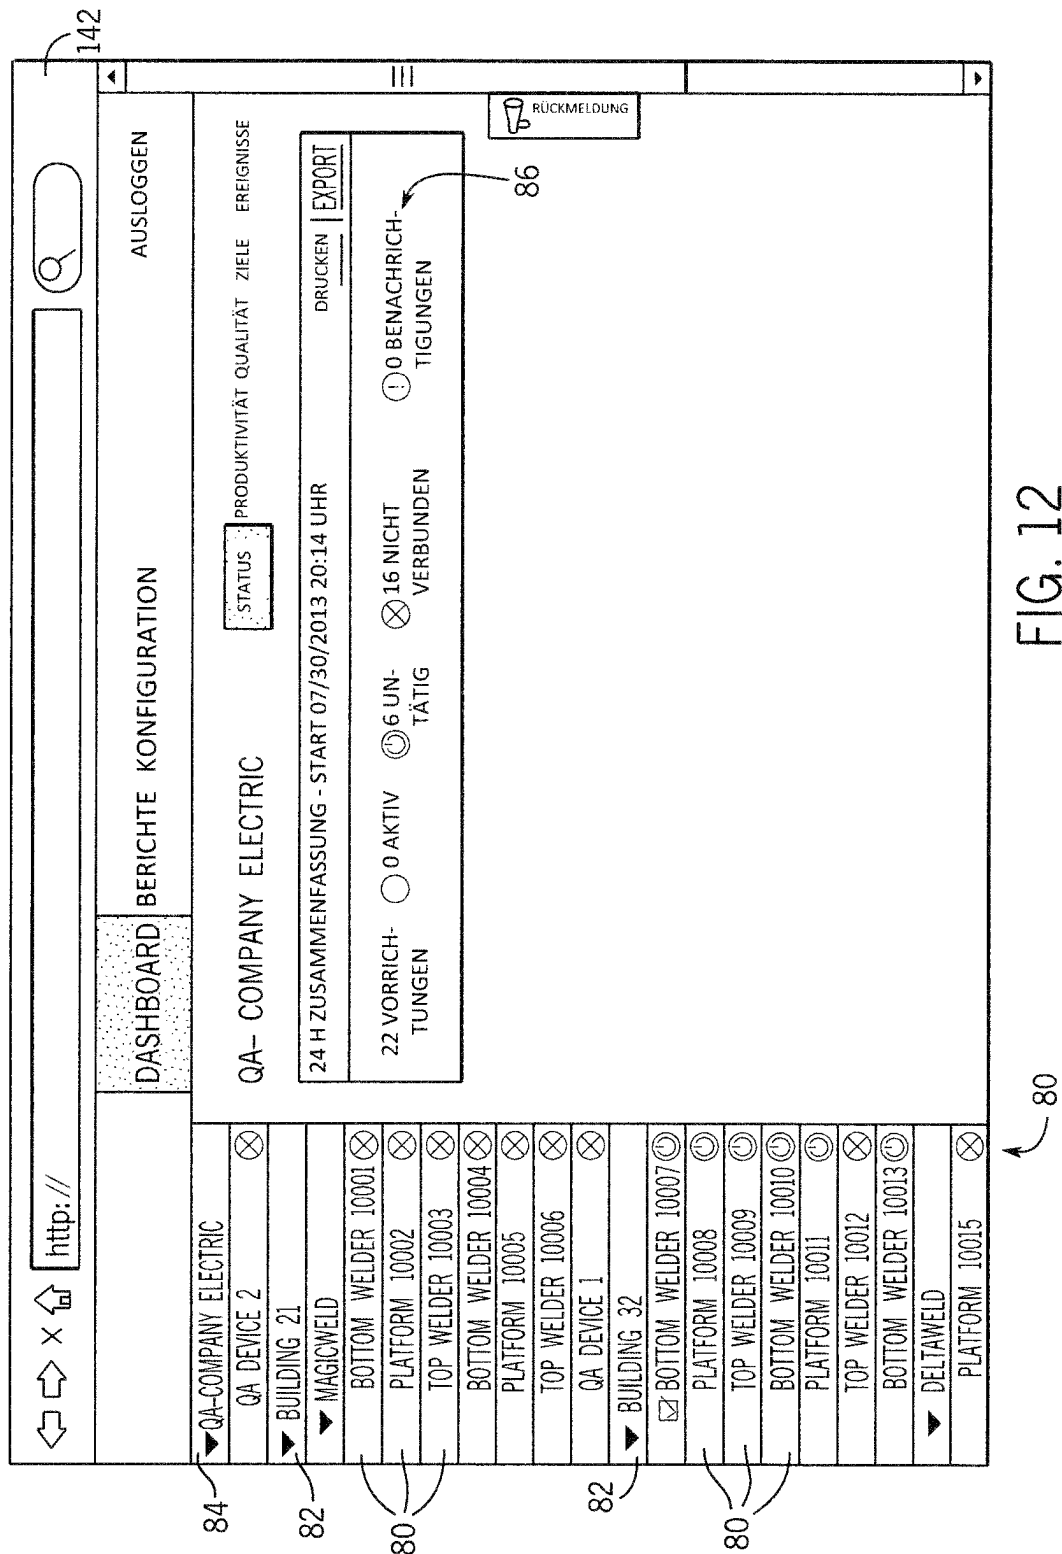 142
http://
DASHBOARD BERICHTE KONFIGURATION AUSLOGGEN
84
QA-COMPANY ELECTRIC
QA DEVICE 2
82
BUILDING 21
MAGICWELD
80
BOTTOM WELDER 10001
PLATFORM 10002
TOP WELDER 10003
BOTTOM WELDER 10004
PLATFORM 10005
TOP WELDER 10006
QA DEVICE 1
82
BUILDING 32
BOTTOM WELDER 10007
80
PLATFORM 10008
TOP WELDER 10009
BOTTOM WELDER 10010
PLATFORM 10011
TOP WELDER 10012
BOTTOM WELDER 10013
DELTAWELD
PLATFORM 10015
80
QA- COMPANY ELECTRIC
STATUS PRODUKTIVITÄT QUALITÄT ZIELE EREIGNISSE
24 H ZUSAMMENFASSUNG - START 07/30/2013 20:14 UHR
DRUCKEN | EXPORT
22 VORRICH-
TUNGEN
0 AKTIV
6 UN-
TÄTIG
16 NICHT
VERBUNDEN
! 0 BENACHRICH-
TIGUNGEN
86
RÜCKMELDUNG
FIG. 12